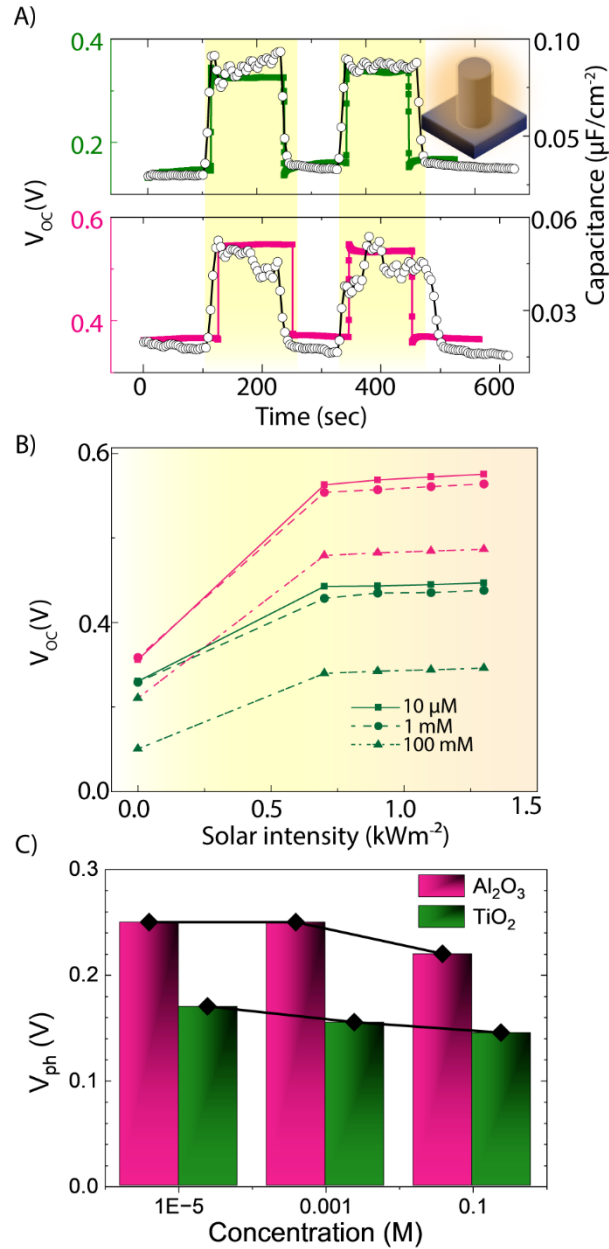 A)
0.4
0.2
0.10
0.05
0.6
0.4
0.06
0.03
V_OC(V)
Capacitance (µF/cm⁻²)
0
200
400
600
Time (sec)
B)
0.6
0.4
0.0
V_OC(V)
10 µM
1 mM
100 mM
0.0
0.5
1.0
1.5
Solar intensity (kWm⁻²)
C)
0.3
0.2
0.1
0.0
V_ph (V)
Al₂O₃
TiO₂
1E-5
0.001
0.1
Concentration (M)